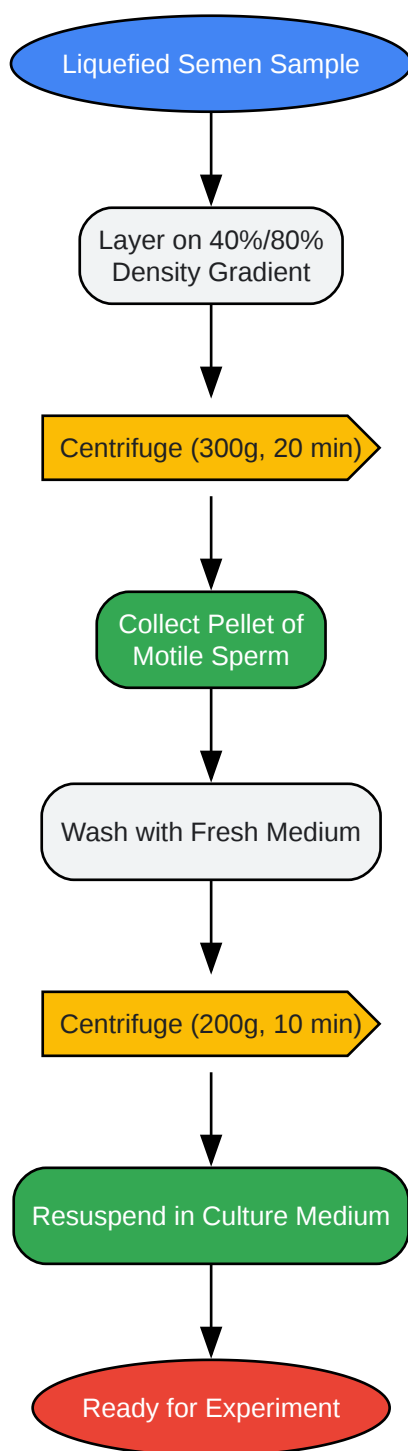 Liquefied Semen Sample
Layer on 40%/80%
Density Gradient
Centrifuge (300g, 20 min)
Collect Pellet of
Motile Sperm
Wash with Fresh Medium
Centrifuge (200g, 10 min)
Resuspend in Culture Medium
Ready for Experiment